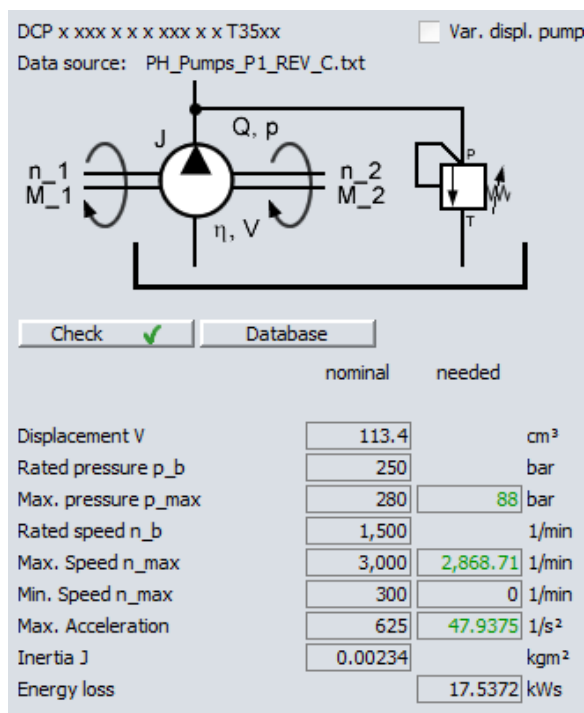 DCP x xxx x x x xxx x x T35xx Var. displ. pump
Data source: PH_Pumps_P1_REV_C.txt
J Q, p
n_1 n_2 P
M_1 M_2
η, V T
Check Database
nominal needed
Displacement V 113.4 cm³
Rated pressure p_b 250 bar
Max. pressure p_max 280 88 bar
Rated speed n_b 1,500 1/min
Max. Speed n_max 3,000 2,868.71 1/min
Min. Speed n_max 300 0 1/min
Max. Acceleration 625 47.9375 1/s²
Inertia J 0.00234 kgm²
Energy loss 17.5372 kWs